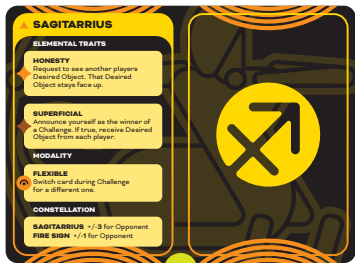 SAGITARRIUS
ELEMENTAL TRAITS
HONESTY
Request to see another players
Desired Object. That Desired
Object stays face up.
SUPERFICIAL
Announce yourself as the winner of
a Challenge. If true, receive Desired
Object from each player.
MODALITY
FLEXIBLE
Switch card during Challenge
for a different one.
CONSTELLATION
SAGITARRIUS +/-3 for Opponent
FIRE SIGN +/-1 for Opponent